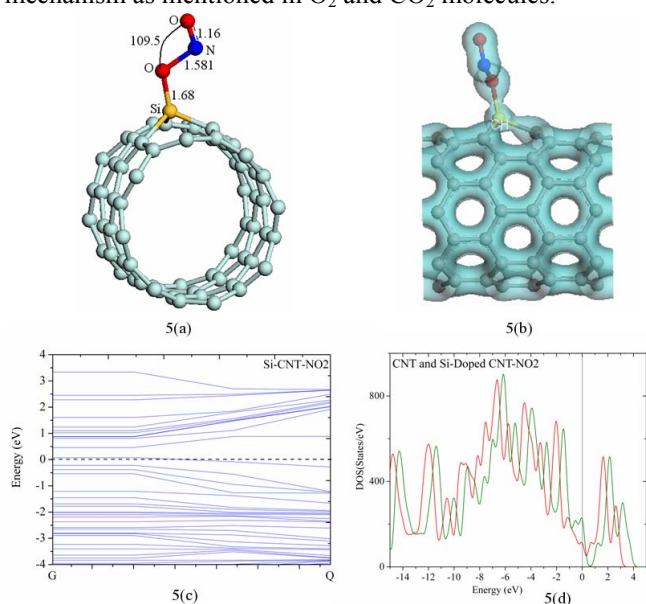 mechanism as mentioned in O2 and CO2 molecules.
O
1.16
109.5
N
O
1.581
1.68
Si
5(a)
5(b)
4
3
2
1
0
-1
-2
-3
-4
Energy (eV)
Si-CNT-NO2
G
Q
5(c)
CNT and Si-Doped CNT-NO2
800
400
0
DOS(States/eV)
-14 -12 -10 -8 -6 -4 -2 0 2 4
Energy (eV)
5(d)